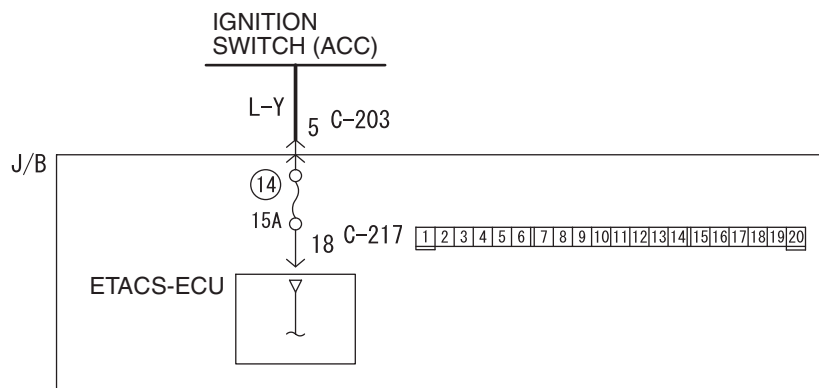 IGNITION
SWITCH (ACC)
L-Y
5 C-203
J/B
14
15A
18 C-217
1 2 3 4 5 6 7 8 9 10 11 12 13 14 15 16 17 18 19 20
ETACS-ECU